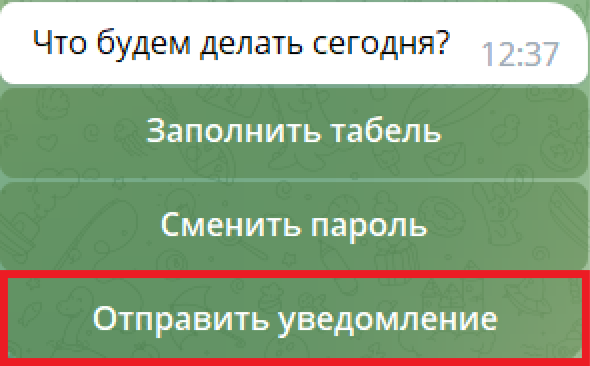 Что будем делать сегодня? 12:37
Заполнить табель
Сменить пароль
Отправить уведомление